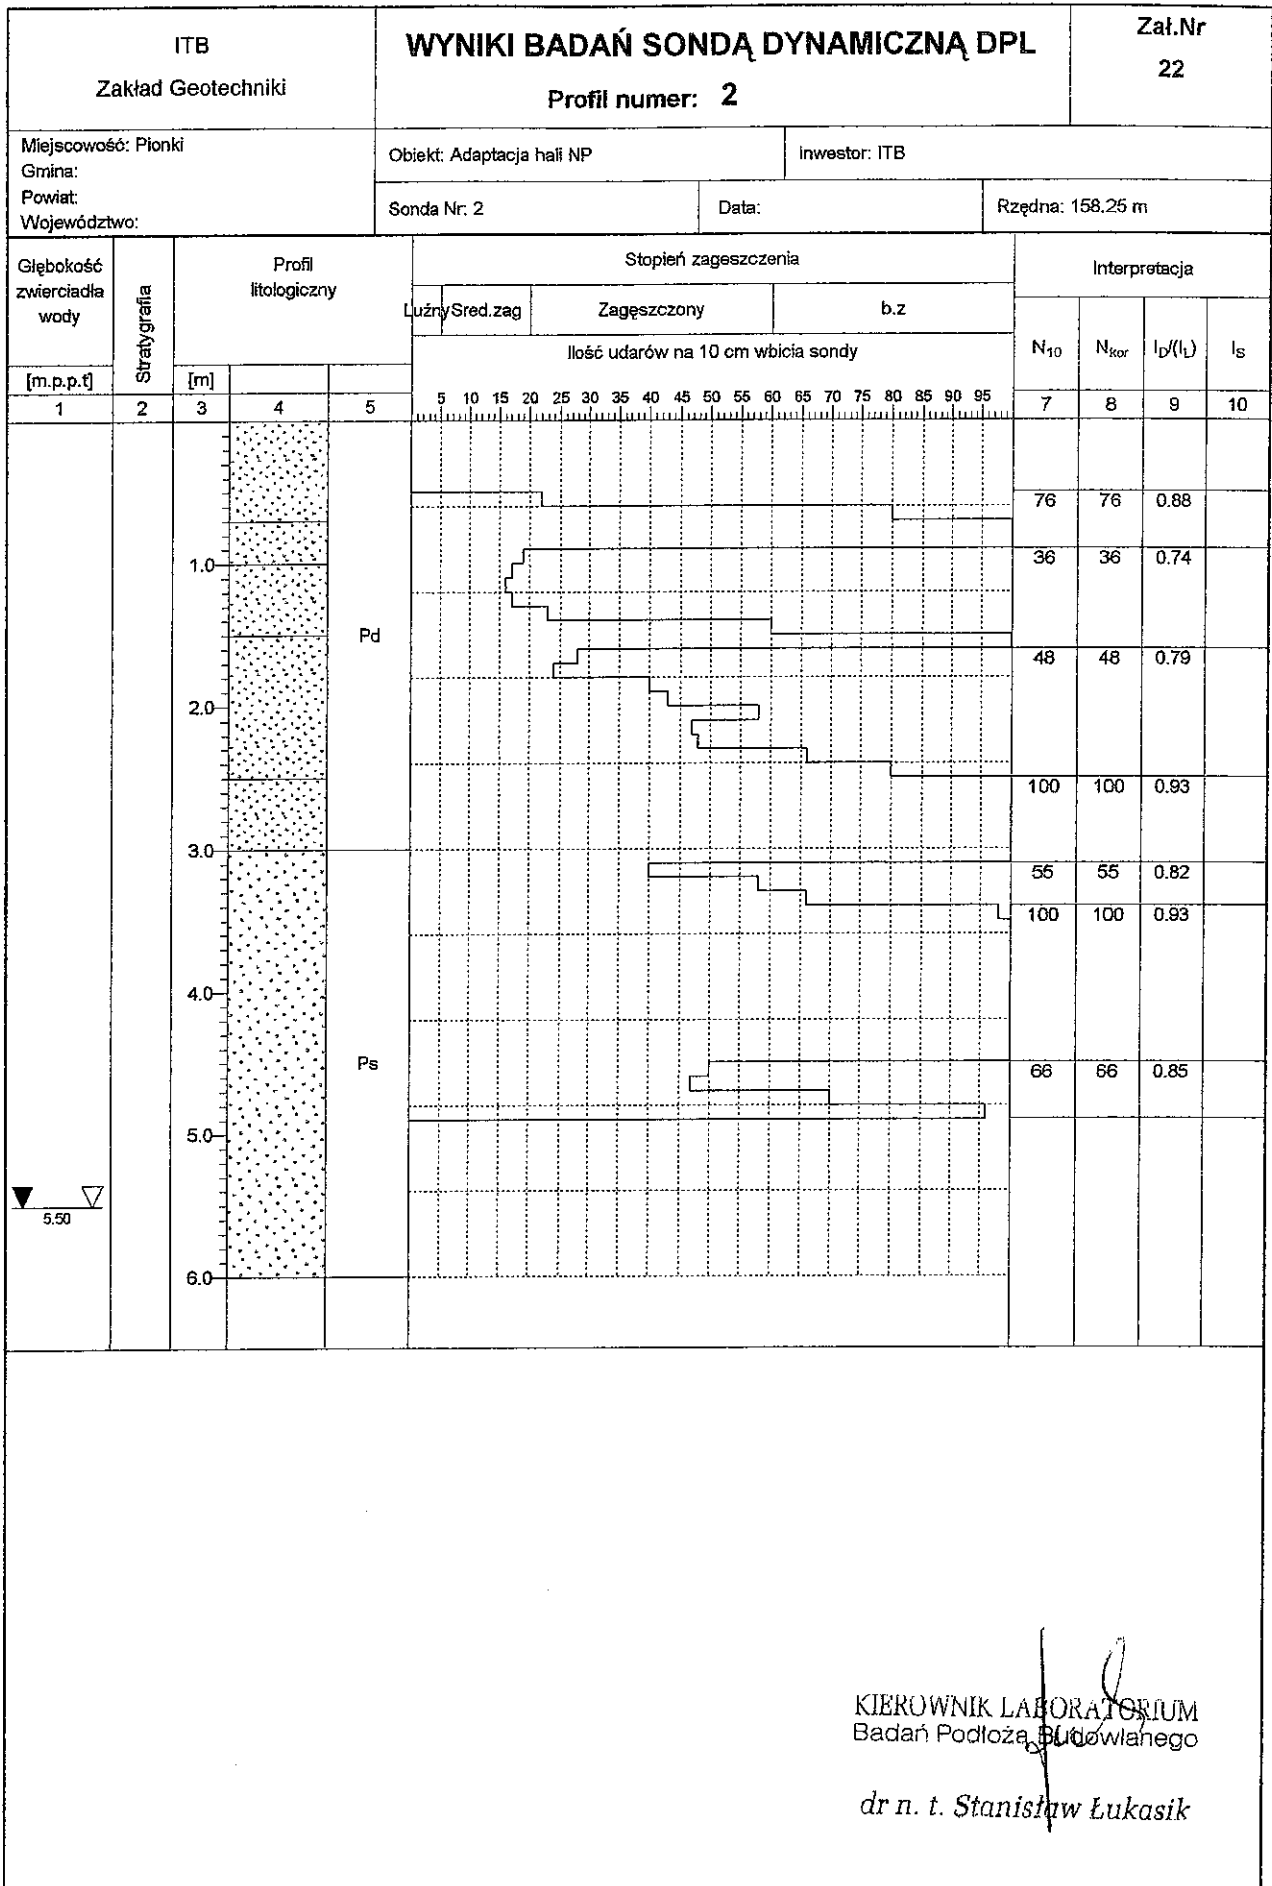 ITB
Zakład Geotechniki
WYNIKI BADAŃ SONDĄ DYNAMICZNĄ DPL
Profil numer: 2
Zał.Nr
22
Miejscowość: Pionki
Gmina:
Powiat:
Województwo:
Obiekt: Adaptacja hali NP
Inwestor: ITB
Sonda Nr: 2
Data:
Rzędna: 158.25 m
Głębokość
zwierciadła
wody
[m.p.p.t]
Stratygrafia
Profil
litologiczny
[m]
Stopień zageszczenia
Luźny Sred.zag Zagęszczony b.z
Ilość udarów na 10 cm wbicia sondy
Interpretacja
N10 Nkor ID/(IL) IS
5 10 15 20 25 30 35 40 45 50 55 60 65 70 75 80 85 90 95
1 2 3 4 5 7 8 9 10
76 76 0.88
1.0
36 36 0.74
Pd
48 48 0.79
2.0
100 100 0.93
3.0
55 55 0.82
100 100 0.93
4.0
Ps
66 66 0.85
5.0
5.50
6.0
KIEROWNIK LABORATORIUM
Badań Podłoża Budowlanego
dr n. t. Stanisław Łukasik